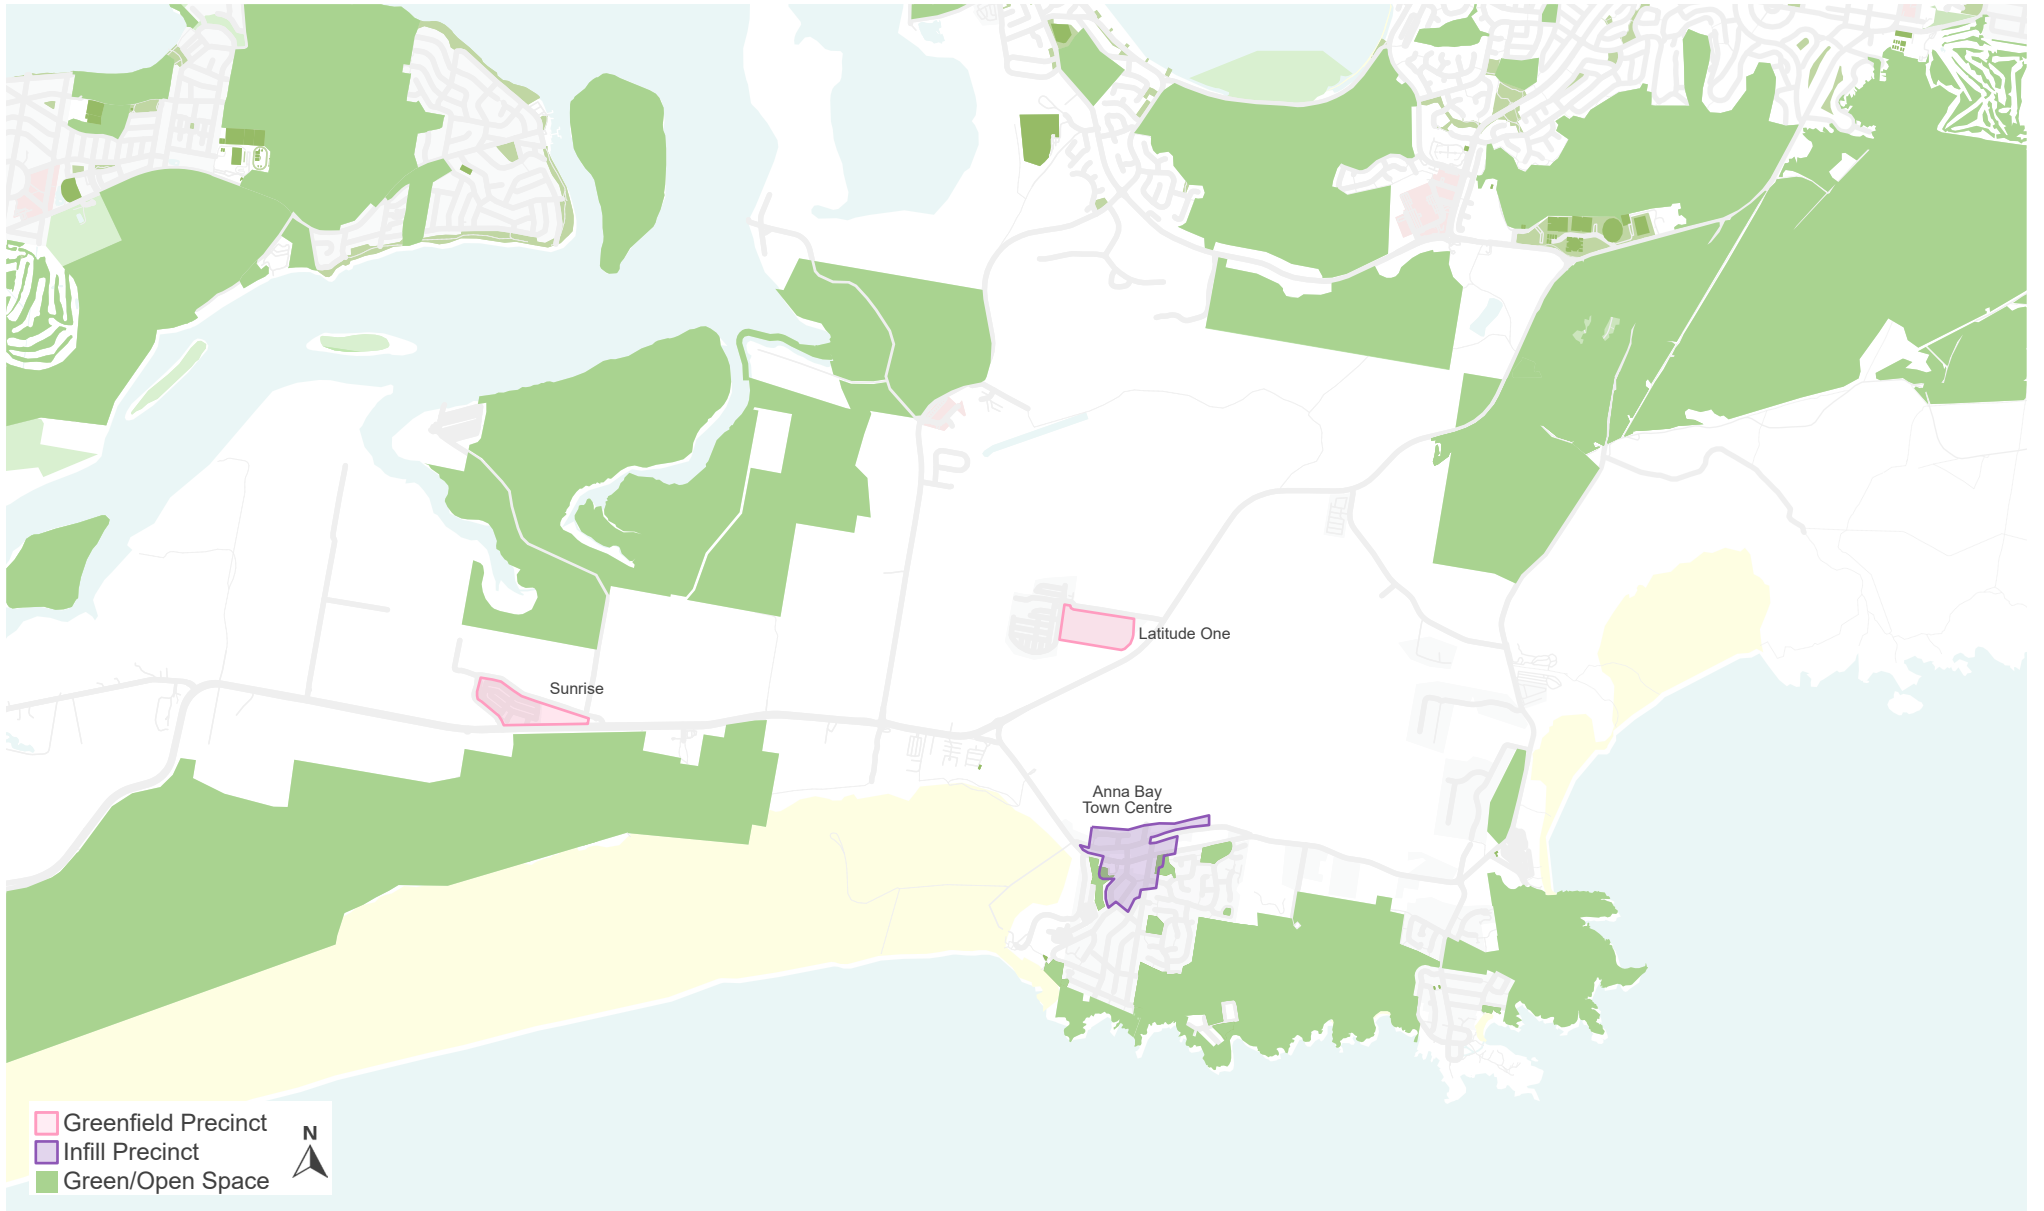 Latitude One
Sunrise
Anna Bay
Town Centre
Greenfield Precinct
Infill Precinct
Green/Open Space
N